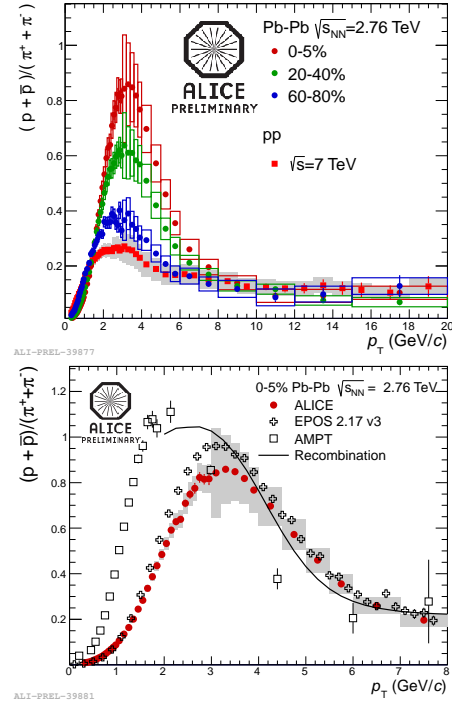 (p + p̄)/(π⁺ + π⁻)
Pb-Pb √s_NN=2.76 TeV
0-5%
20-40%
60-80%
pp
√s=7 TeV
ALICE
PRELIMINARY
1
0.8
0.6
0.4
0.2
0 2 4 6 8 10 12 14 16 18 20
p_T (GeV/c)
ALI-PREL-39877
(p + p̄)/(π⁺+π⁻)
0-5% Pb-Pb √s_NN = 2.76 TeV
ALICE
EPOS 2.17 v3
AMPT
Recombination
ALICE
PRELIMINARY
1.2
1
0.8
0.6
0.4
0.2
0 1 2 3 4 5 6 7 8
p_T (GeV/c)
ALI-PREL-39881